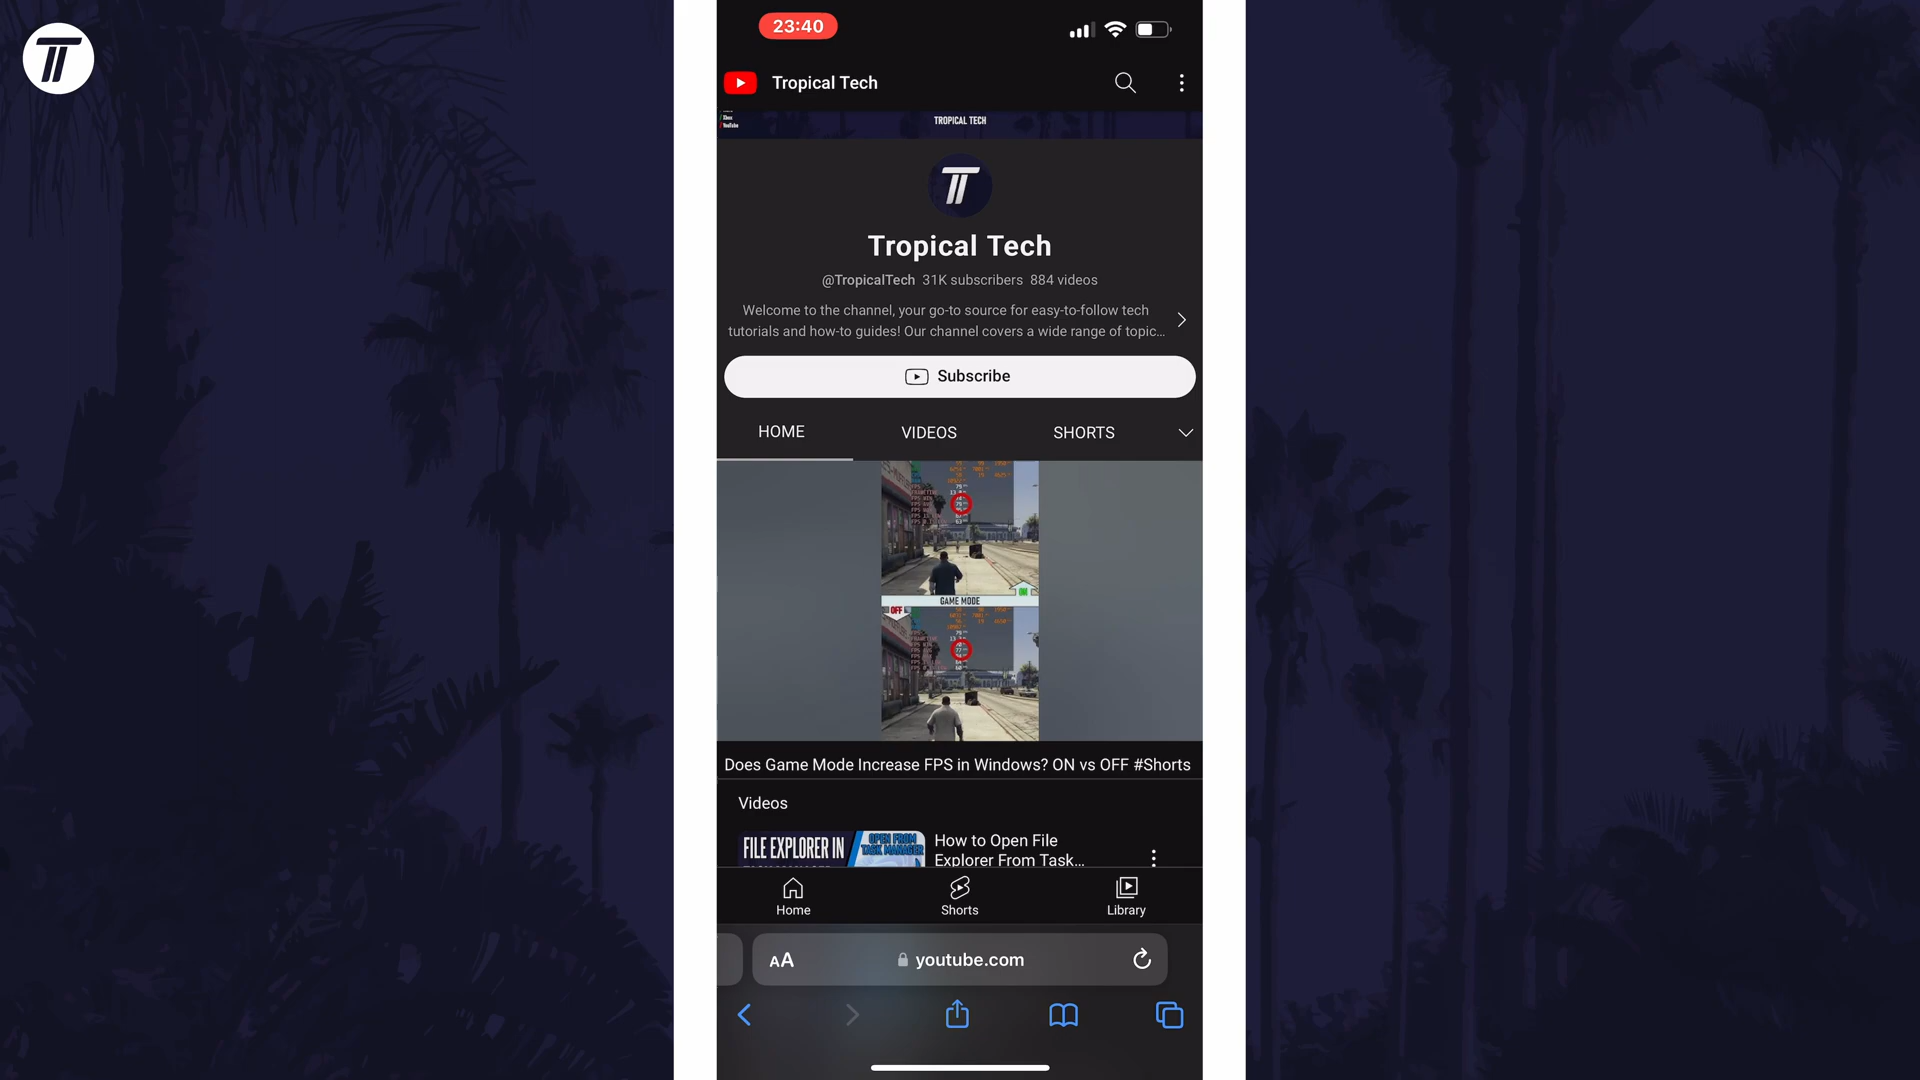 23:40
Tropical Tech
Xbox
YouTube
TROPICAL TECH
TT
Tropical Tech
@TropicalTech 31K subscribers 884 videos
Welcome to the channel, your go-to source for easy-to-follow tech
tutorials and how-to guides! Our channel covers a wide range of topic...
Subscribe
HOME VIDEOS SHORTS
GAME MODE
OFF
Does Game Mode Increase FPS in Windows? ON vs OFF #Shorts
Videos
FILE EXPLORER IN
OPEN FROM
TASK MANAGER
How to Open File
Explorer From Task...
Home Shorts Library
AA youtube.com